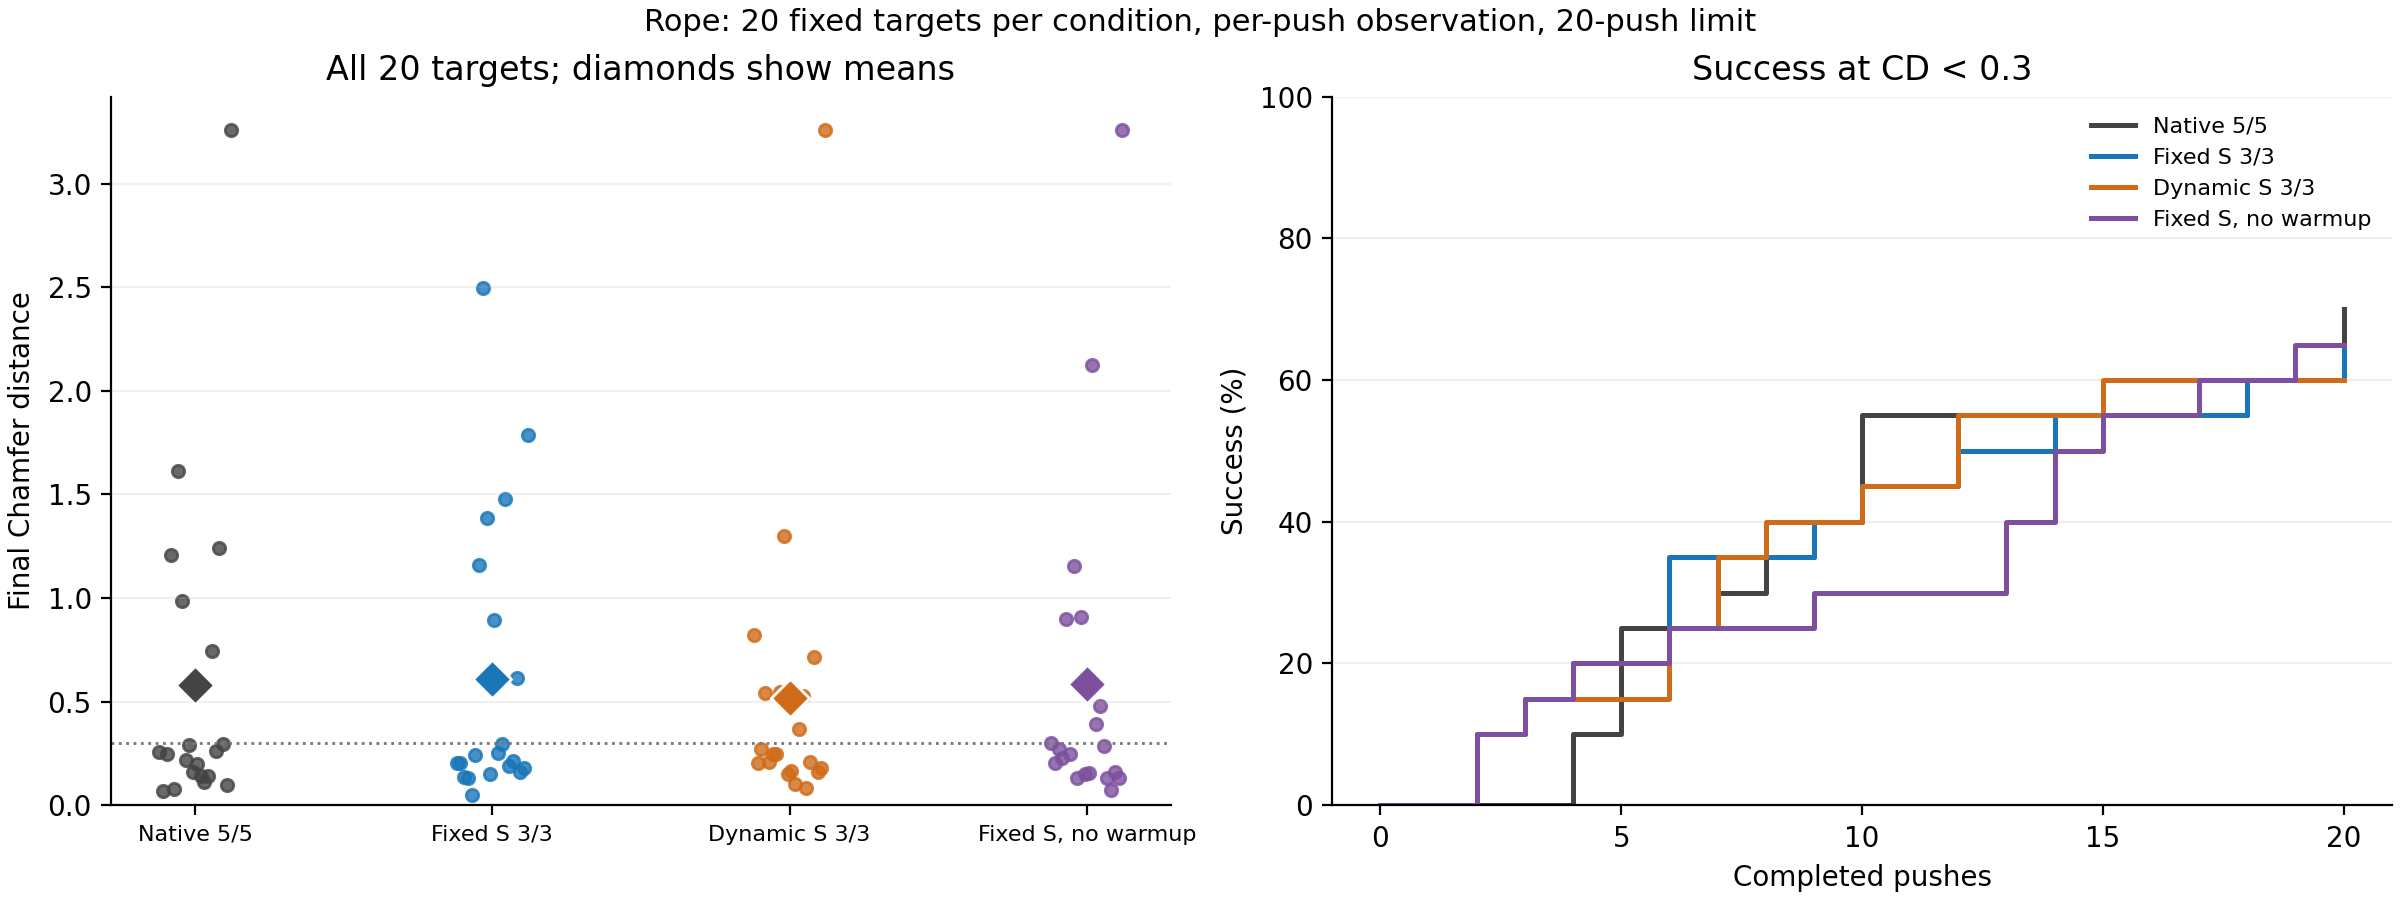 Rope: 20 fixed targets per condition, per-push observation, 20-push limit
All 20 targets; diamonds show means
Final Chamfer distance
3.0
2.5
2.0
1.5
1.0
0.5
0.0
Native 5/5
Fixed S 3/3
Dynamic S 3/3
Fixed S, no warmup
Success at CD < 0.3
Success (%)
100
80
60
40
20
0
Native 5/5
Fixed S 3/3
Dynamic S 3/3
Fixed S, no warmup
0
5
10
15
20
Completed pushes